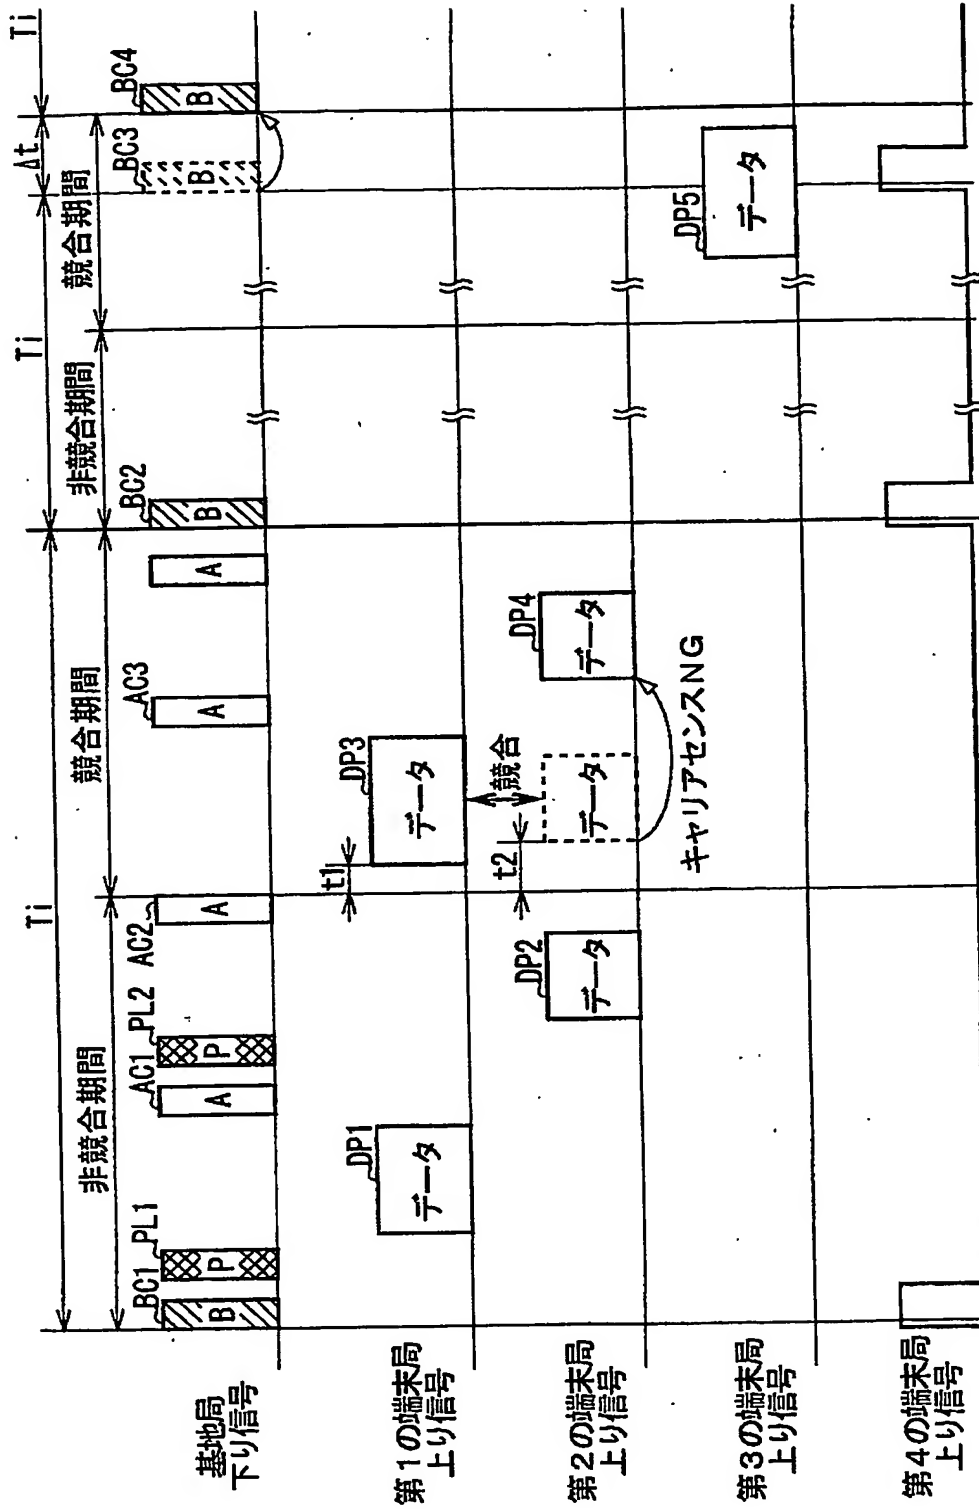 Ti
Ti
Δt
Ti
非競合期間
競合期間
非競合期間
競合期間
BC1
PL1
AC1
PL2
AC2
AC3
BC2
BC3
BC4
B
P
A
P
A
A
A
B
B
B
基地局
下り信号
DP1
データ
t1
DP3
データ
第1の端末局
上り信号
競合
DP2
データ
t2
データ
DP4
データ
第2の端末局
上り信号
キャリアセンスNG
DP5
データ
第3の端末局
上り信号
第4の端末局
上り信号